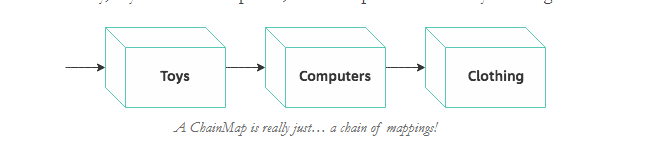 Toys
Computers
Clothing
A ChainMap is really just... a chain of mappings!